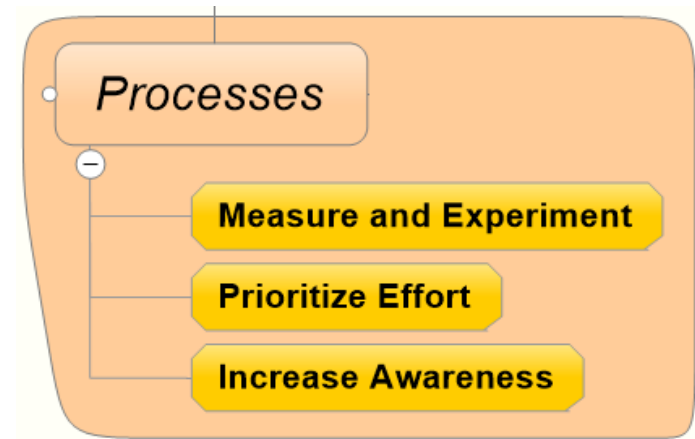 Processes
Measure and Experiment
Prioritize Effort
Increase Awareness